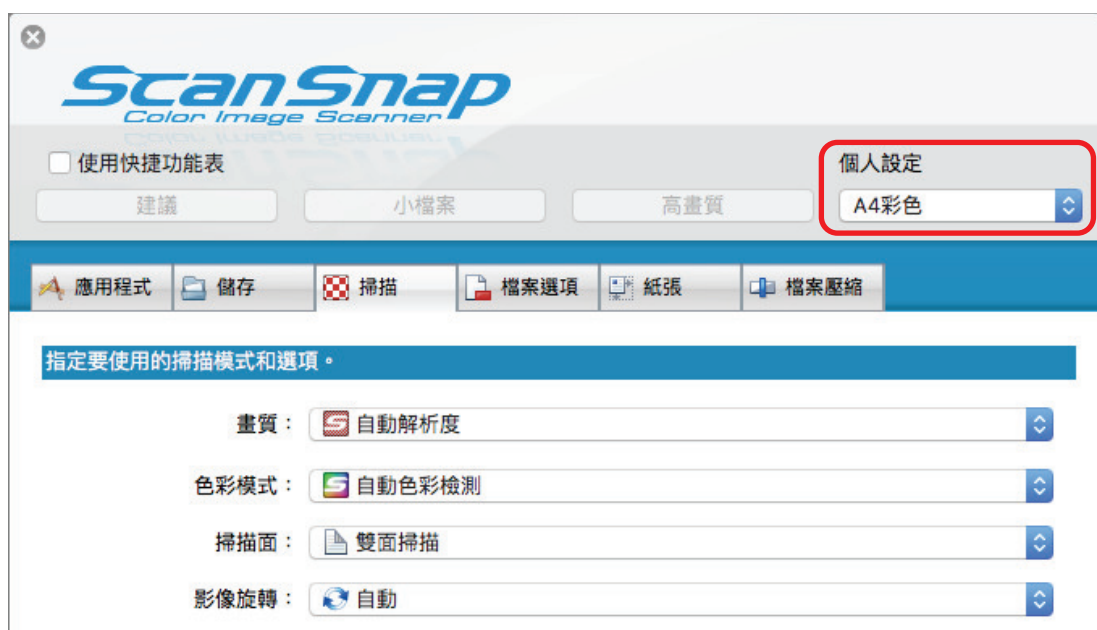 ScanSnap
Color Image Scanner
使用快捷功能表
個人設定
建議
小檔案
高畫質
A4彩色
應用程式
儲存
掃描
檔案選項
紙張
檔案壓縮
指定要使用的掃描模式和選項。
畫質： 自動解析度
色彩模式： 自動色彩檢測
掃描面： 雙面掃描
影像旋轉： 自動